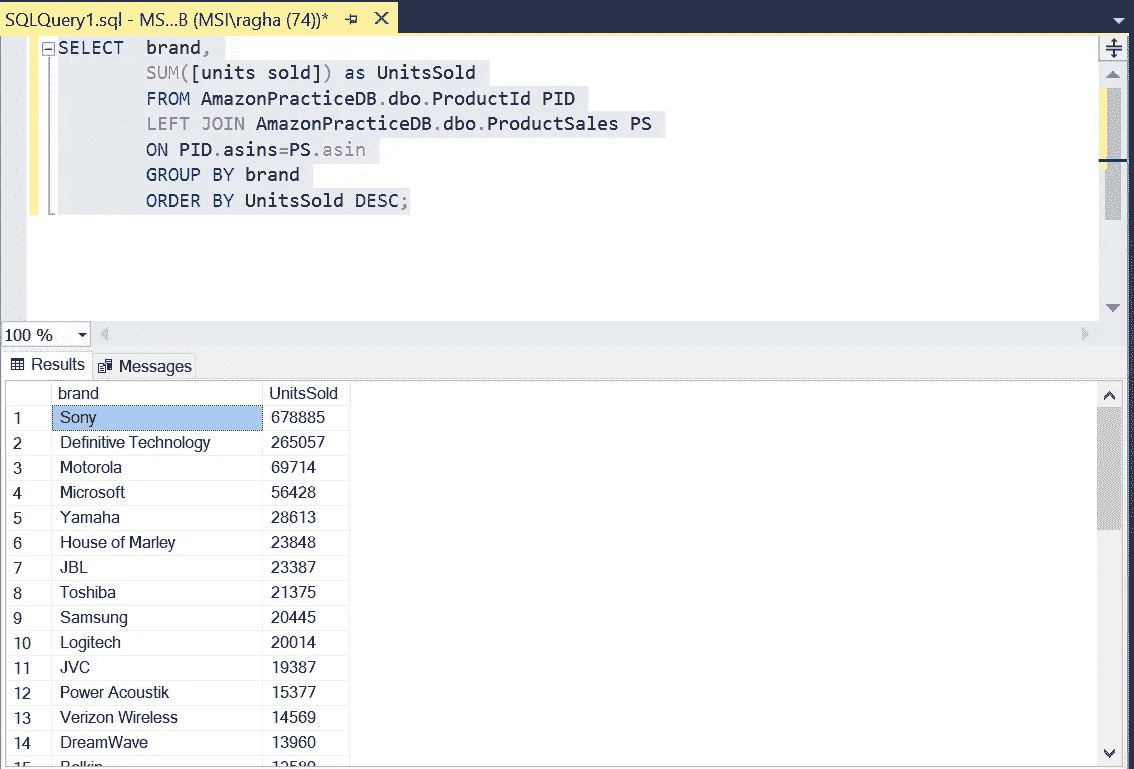 SQLQuery1.sql - MS...B (MSI\ragha (74))*
SELECT brand,
SUM([units sold]) as UnitsSold
FROM AmazonPracticeDB.dbo.ProductId PID
LEFT JOIN AmazonPracticeDB.dbo.ProductSales PS
ON PID.asins=PS.asin
GROUP BY brand
ORDER BY UnitsSold DESC;
100 %
Results Messages
brand UnitsSold
1 Sony 678885
2 Definitive Technology 265057
3 Motorola 69714
4 Microsoft 56428
5 Yamaha 28613
6 House of Marley 23848
7 JBL 23387
8 Toshiba 21375
9 Samsung 20445
10 Logitech 20014
11 JVC 19387
12 Power Acoustik 15377
13 Verizon Wireless 14569
14 DreamWave 13960
15 Belkin